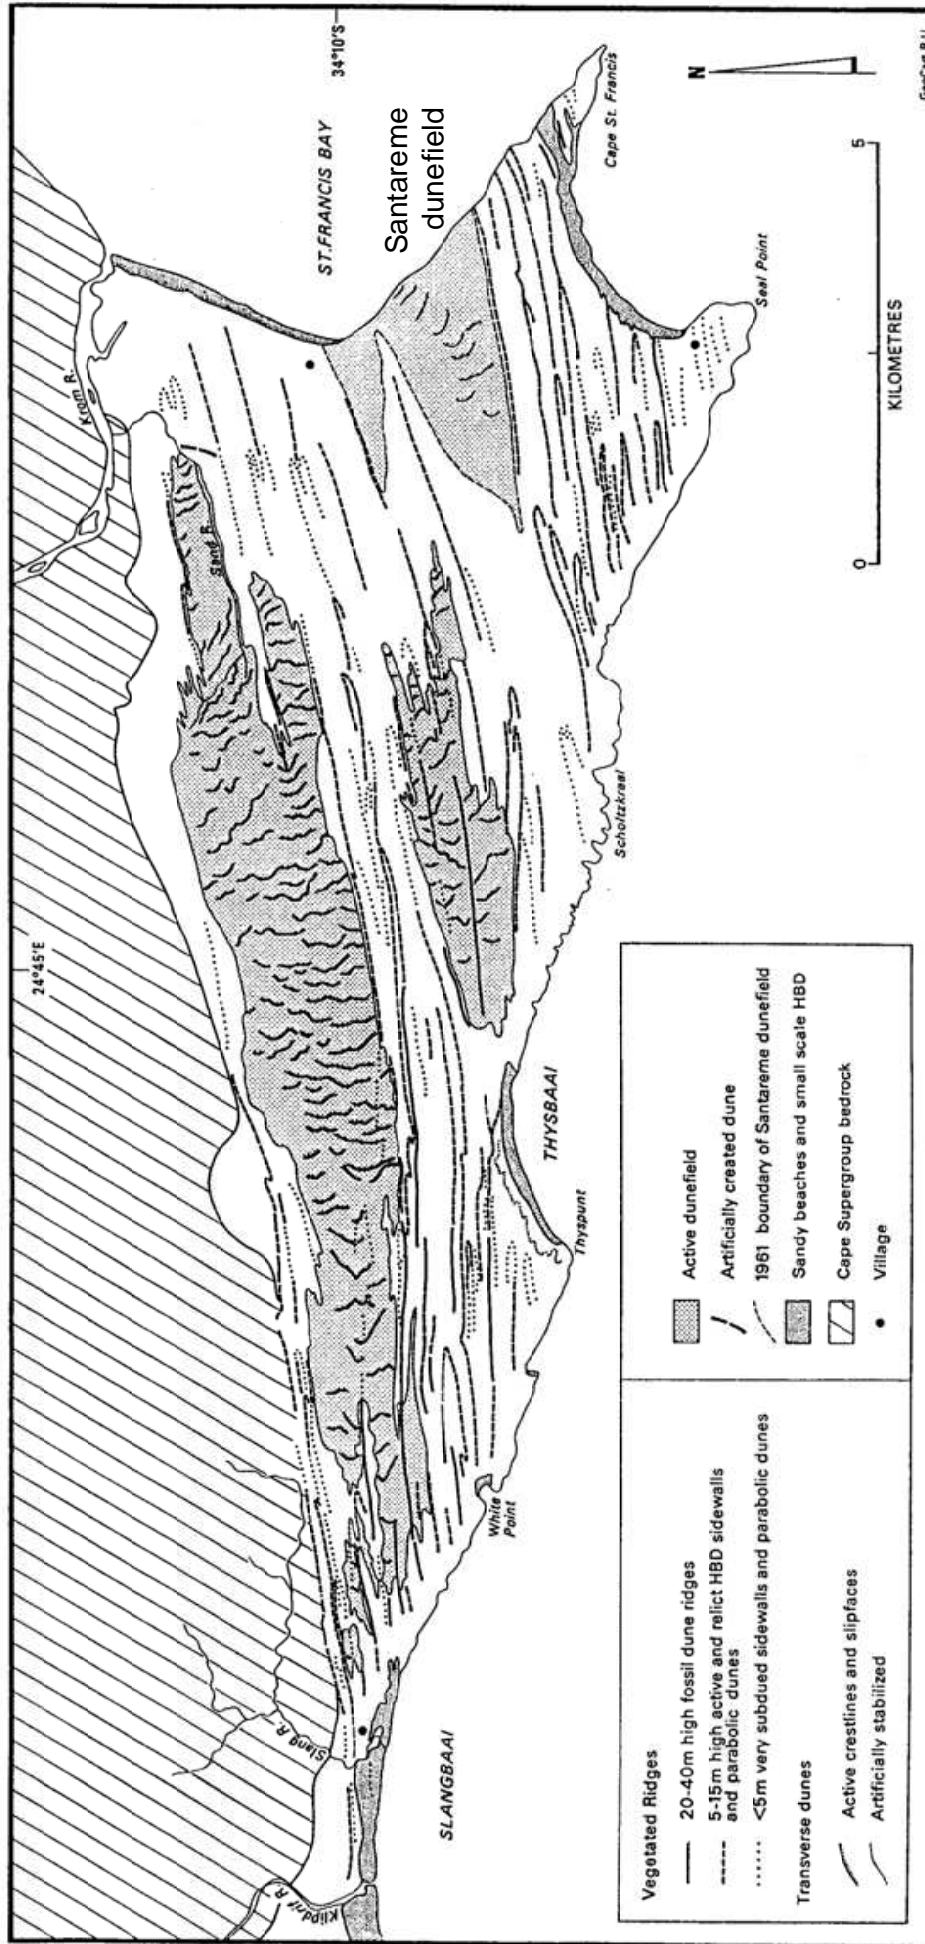 34°10'S
ST.FRANCIS BAY
Santareme
dunefield
Cape St. Francis
N
Krom R.
Sand R.
Seal Point
5
KILOMETRES
0
24°45'E
Scholtzkraal
THYSBAAI
Thyspunt
White
Point
Slang R.
SLANGBAAI
Klipdrif R.
Vegetated Ridges
20-40m high fossil dune ridges
5-15m high active and relict HBD sidewalls
and parabolic dunes
<5m very subdued sidewalls and parabolic dunes
Transverse dunes
Active crestlines and slipfaces
Artificially stabilized
Active dunefield
Artificially created dune
1961 boundary of Santareme dunefield
Sandy beaches and small scale HBD
Cape Supergroup bedrock
Village